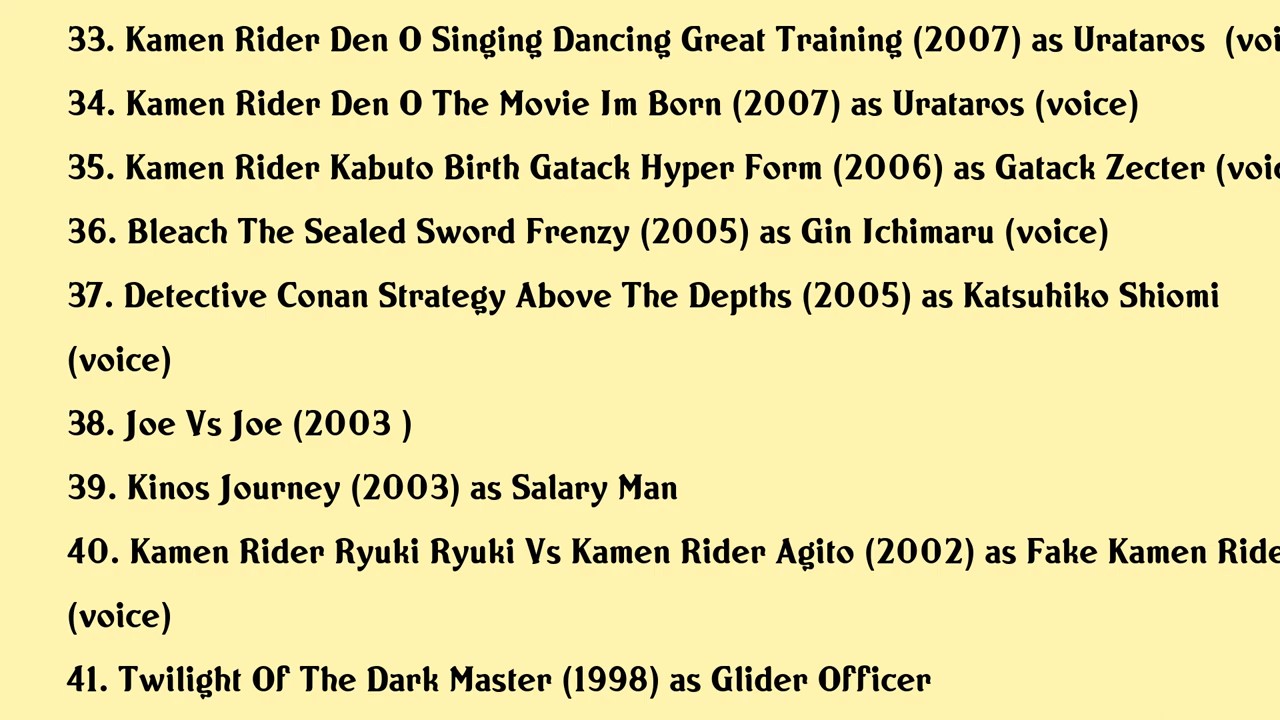 33. Kamen Rider Den O Singing Dancing Great Training (2007) as Urataros (voi
34. Kamen Rider Den O The Movie Im Born (2007) as Urataros (voice)
35. Kamen Rider Kabuto Birth Gatack Hyper Form (2006) as Gatack Zecter (voic
36. Bleach The Sealed Sword Frenzy (2005) as Gin Ichimaru (voice)
37. Detective Conan Strategy Above The Depths (2005) as Katsuhiko Shiomi
(voice)
38. Joe Vs Joe (2003 )
39. Kinos Journey (2003) as Salary Man
40. Kamen Rider Ryuki Ryuki Vs Kamen Rider Agito (2002) as Fake Kamen Ride
(voice)
41. Twilight Of The Dark Master (1998) as Glider Officer